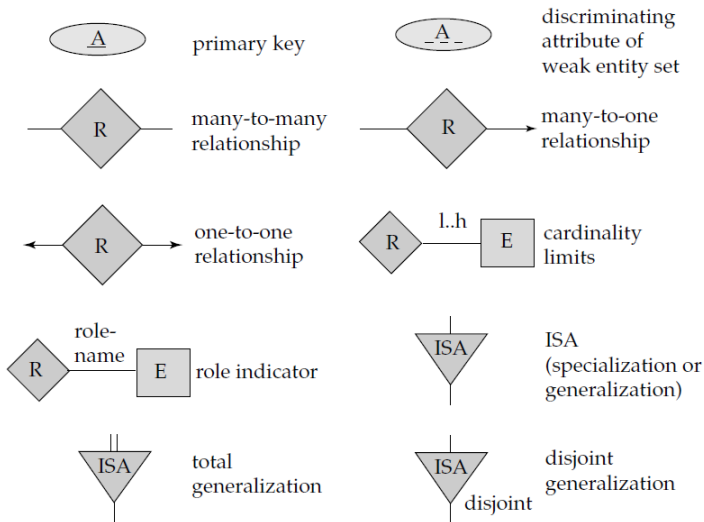 A
primary key
A
discriminating
attribute of
weak entity set
R
many-to-many
relationship
R
many-to-one
relationship
R
one-to-one
relationship
R
l..h
E
cardinality
limits
R
role-
name
E
role indicator
ISA
ISA
(specialization or
generalization)
ISA
total
generalization
ISA
disjoint
disjoint
generalization